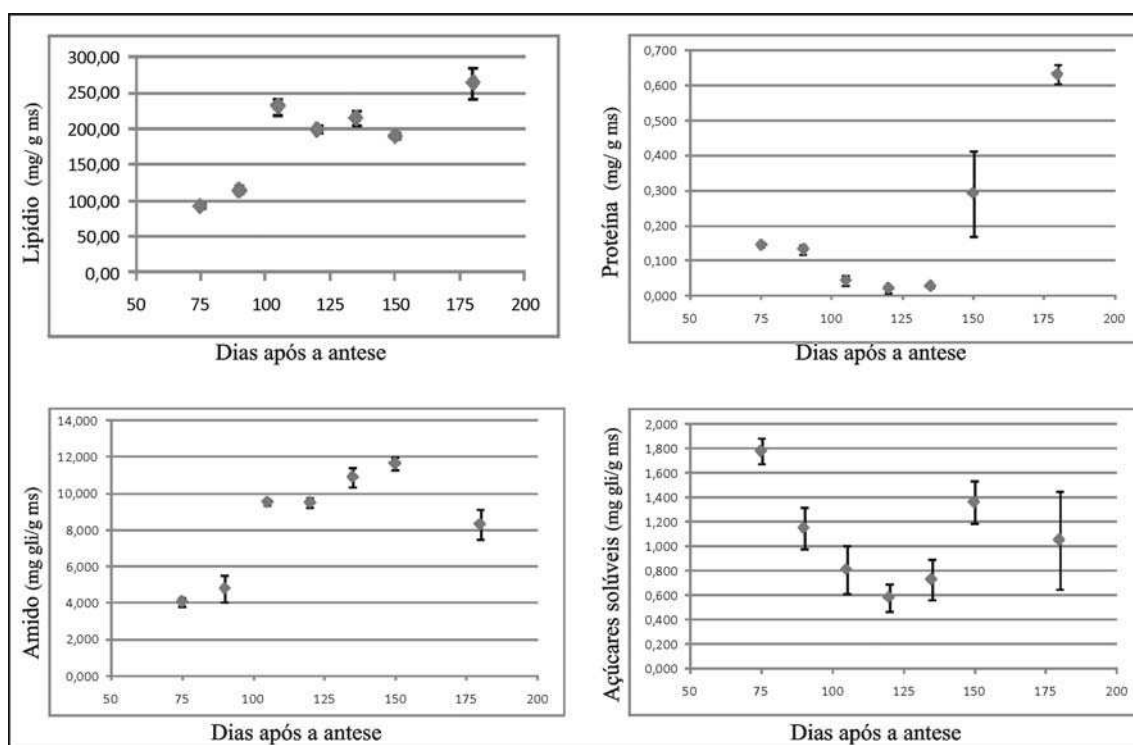 Lipídio (mg/ g ms)
300,00
250,00
200,00
150,00
100,00
50,00
0,00
50 75 100 125 150 175 200
Dias após a antese
Proteína (mg/ g ms)
0,700
0,600
0,500
0,400
0,300
0,200
0,100
0,000
50 75 100 125 150 175 200
Dias após a antese
Amido (mg gli/g ms)
14,000
12,000
10,000
8,000
6,000
4,000
2,000
0,000
50 75 100 125 150 175 200
Dias após a antese
Açúcares solúveis (mg gli/g ms)
2,000
1,800
1,600
1,400
1,200
1,000
0,800
0,600
0,400
0,200
0,000
50 75 100 125 150 175 200
Dias após a antese